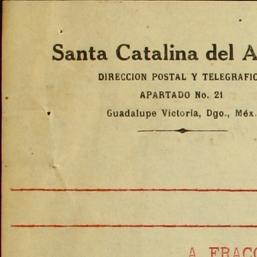 Santa Catalina del A
DIRECCION POSTAL Y TELEGRAFIC
APARTADO No. 21
Guadalupe Victoria, Dgo., Méx.
A FRACC